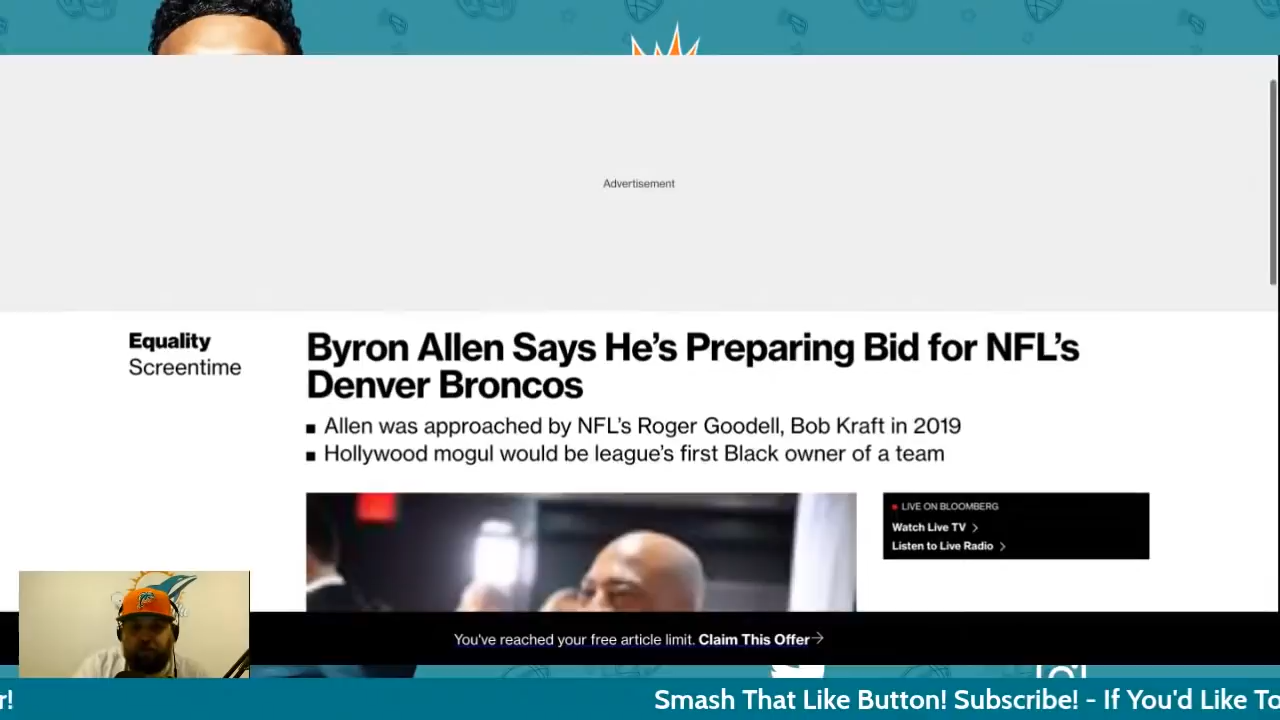 Advertisement
Equality
Screentime
Byron Allen Says He's Preparing Bid for NFL's
Denver Broncos
■ Allen was approached by NFL's Roger Goodell, Bob Kraft in 2019
■ Hollywood mogul would be league's first Black owner of a team
LIVE ON BLOOMBERG
Watch Live TV >
Listen to Live Radio >
You've reached your free article limit. Claim This Offer→
r! Smash That Like Button! Subscribe! - If You'd Like To